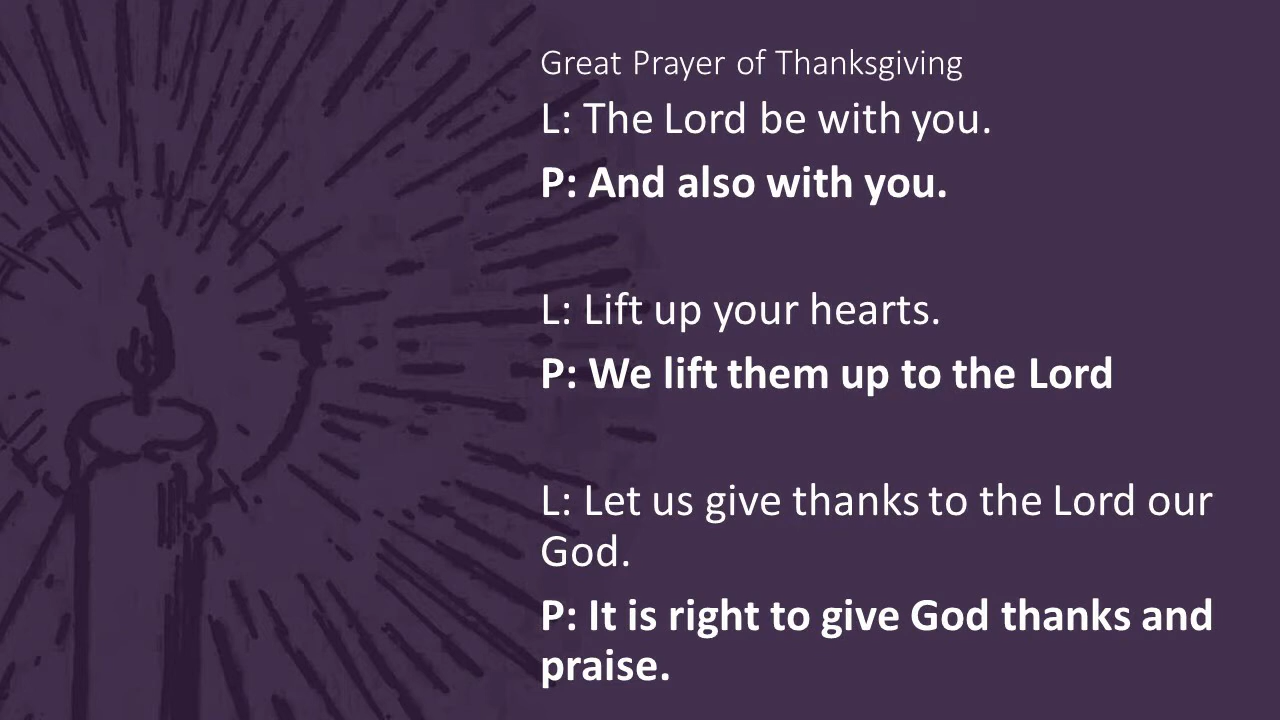 Great Prayer of Thanksgiving
L: The Lord be with you.
P: And also with you.
L: Lift up your hearts.
P: We lift them up to the Lord
L: Let us give thanks to the Lord our
God.
P: It is right to give God thanks and
praise.